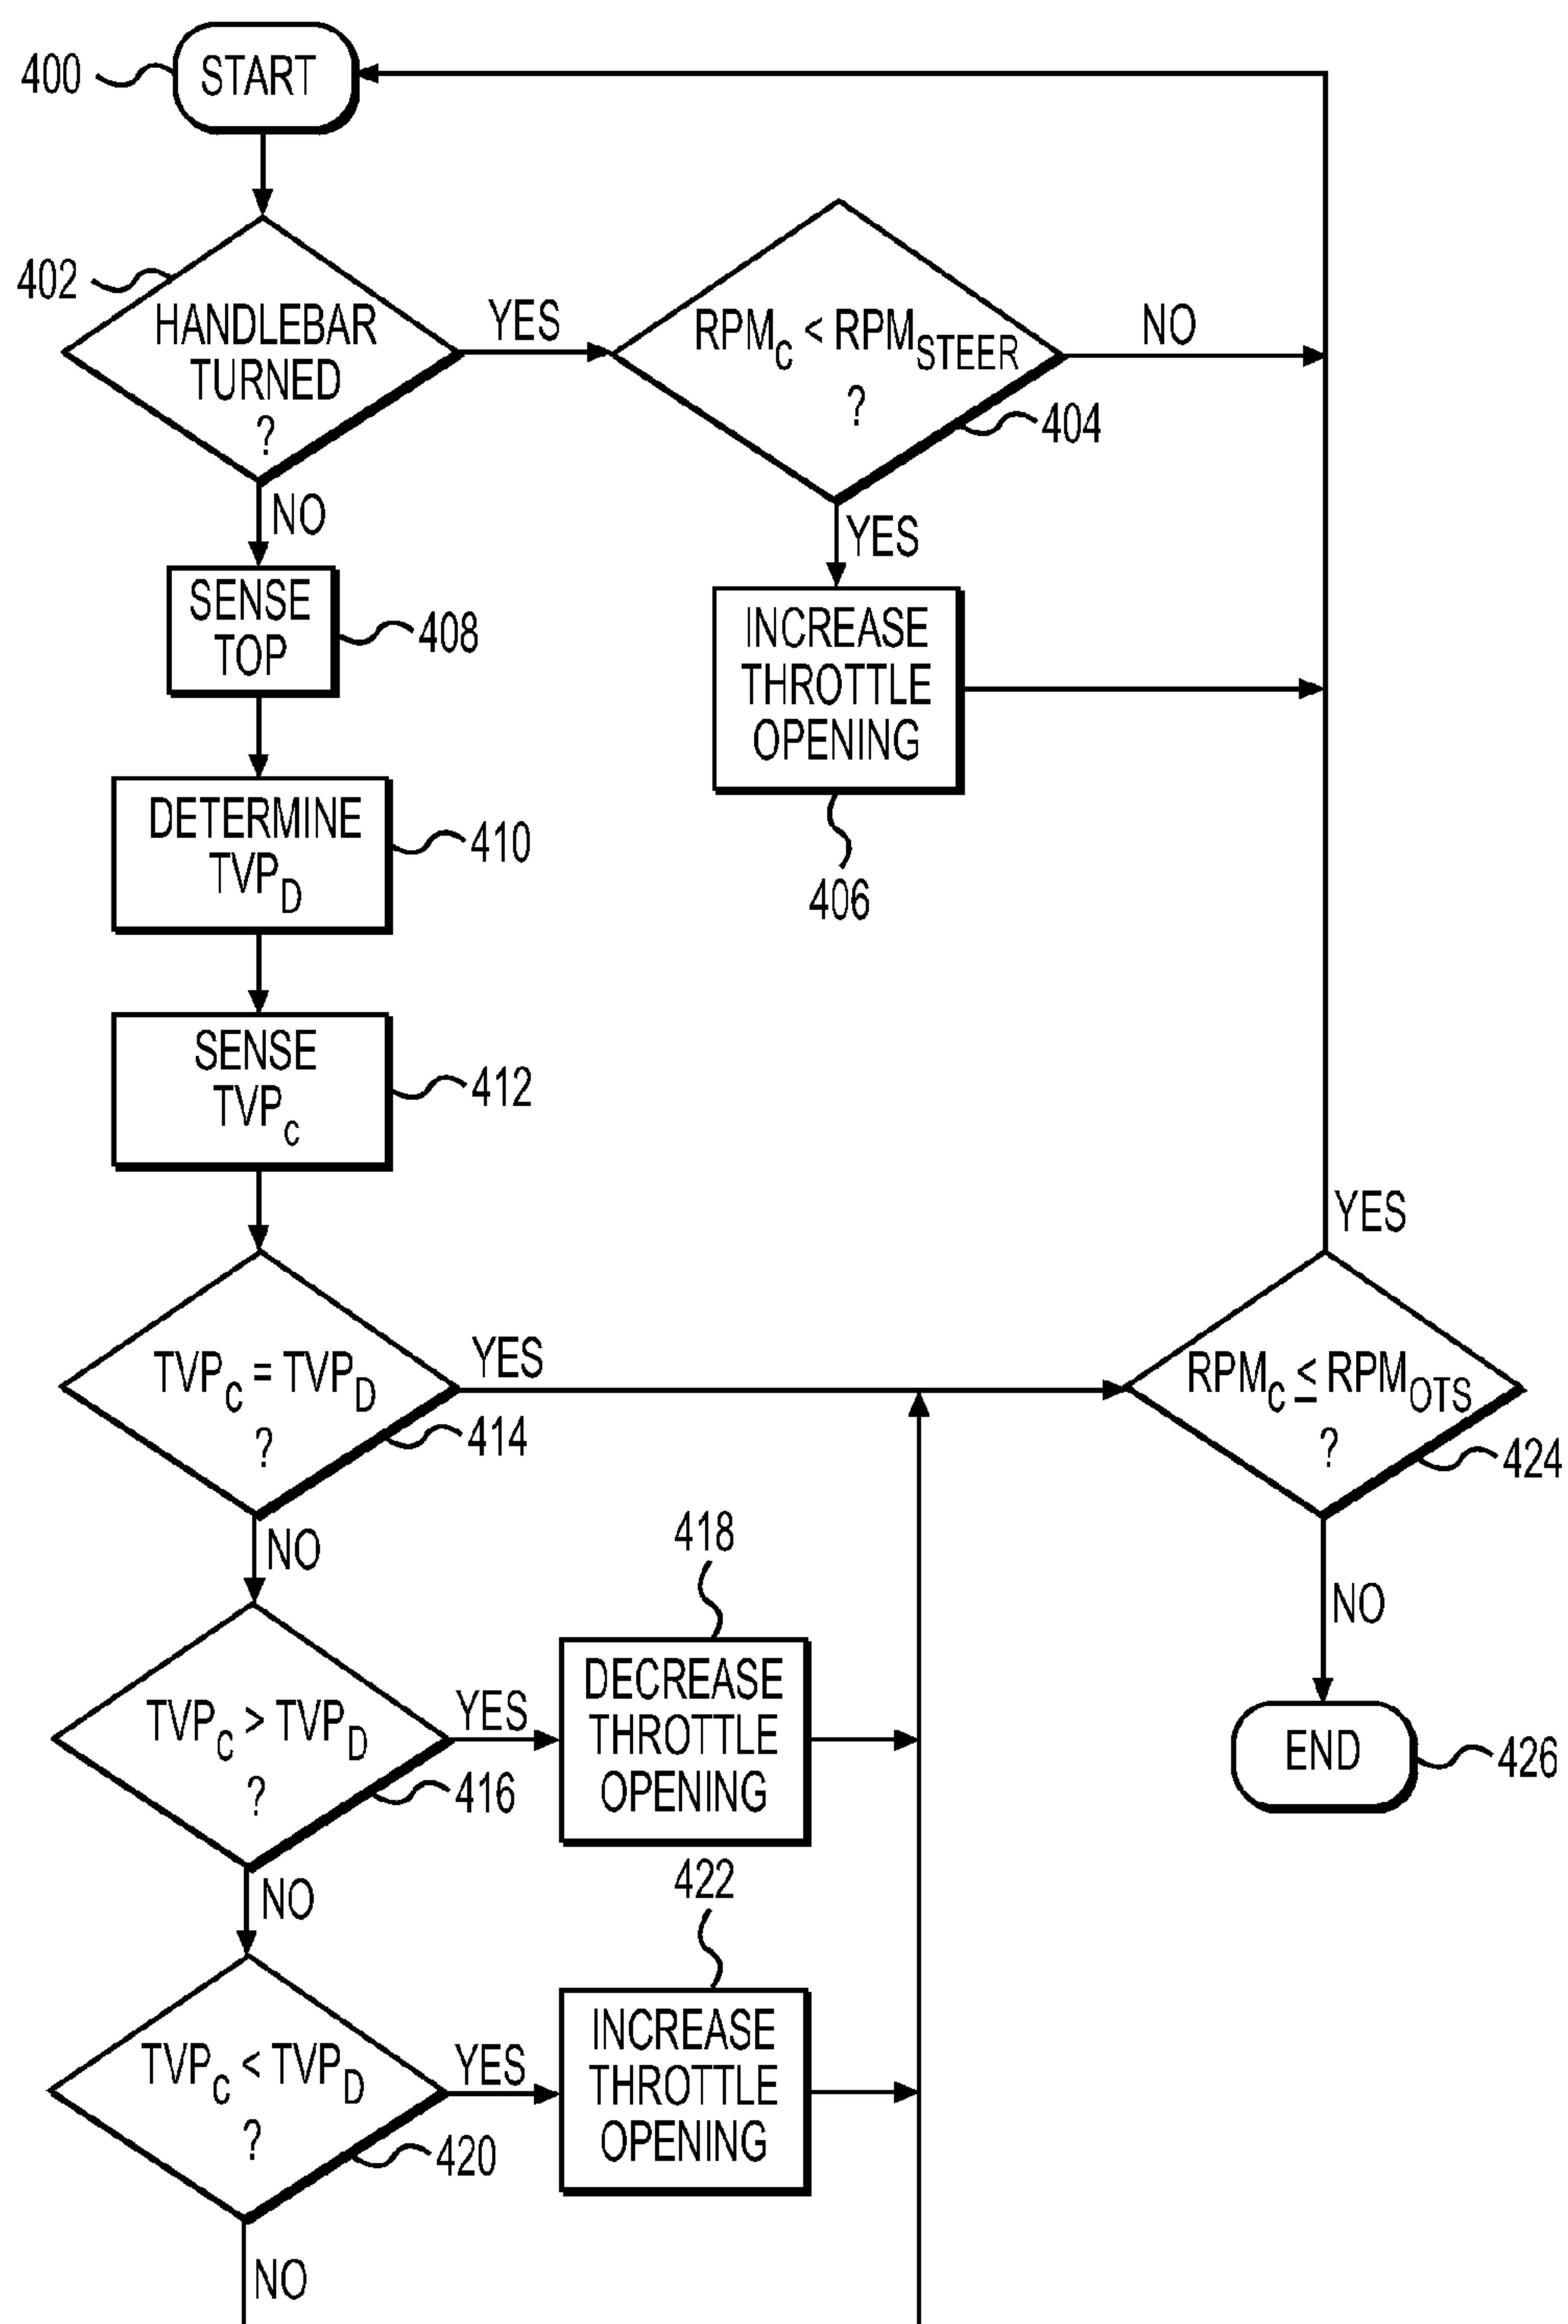 400
START
402
HANDLEBAR
TURNED
?
YES
RPMC < RPMSTEER
?
404
NO
NO
YES
SENSE
TOP
408
INCREASE
THROTTLE
OPENING
406
DETERMINE
TVPD
410
SENSE
TVPC
412
TVPC = TVPD
?
414
YES
YES
RPMC ≤ RPMOTS
?
424
NO
NO
END
426
TVPC > TVPD
?
416
YES
418
DECREASE
THROTTLE
OPENING
NO
TVPC < TVPD
?
420
YES
422
INCREASE
THROTTLE
OPENING
NO